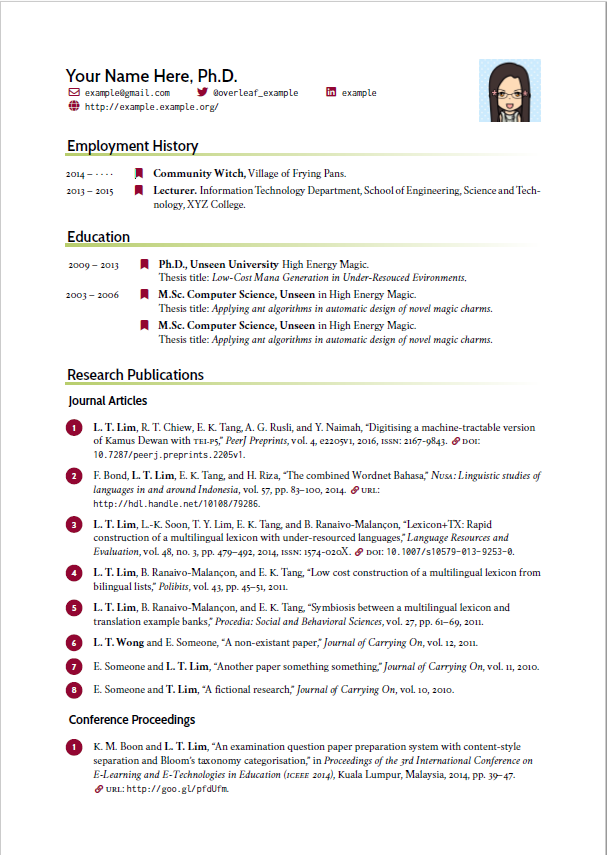 Your Name Here, Ph.D.
example@gmail.com @overleaf_example example
http://example.example.org/
Employment History
2014 – ···· Community Witch, Village of Frying Pans.
2013 – 2015 Lecturer. Information Technology Department, School of Engineering, Science and Tech-
nology, XYZ College.
Education
2009 – 2013 Ph.D., Unseen University High Energy Magic.
Thesis title: Low-Cost Mana Generation in Under-Resouced Evironments.
2003 – 2006 M.Sc. Computer Science, Unseen in High Energy Magic.
Thesis title: Applying ant algorithms in automatic design of novel magic charms.
M.Sc. Computer Science, Unseen in High Energy Magic.
Thesis title: Applying ant algorithms in automatic design of novel magic charms.
Research Publications
Journal Articles
1 L. T. Lim, R. T. Chiew, E. K. Tang, A. G. Rusli, and Y. Naimah, “Digitising a machine-tractable version
of Kamus Dewan with TEI-P5,” PeerJ Preprints, vol. 4, e2205v1, 2016, ISSN: 2167-9843. DOI:
10.7287/peerj.preprints.2205v1.
2 F. Bond, L. T. Lim, E. K. Tang, and H. Riza, “The combined Wordnet Bahasa,” NUSA: Linguistic studies of
languages in and around Indonesia, vol. 57, pp. 83–100, 2014. URL:
http://hdl.handle.net/10108/79286.
3 L. T. Lim, L.-K. Soon, T. Y. Lim, E. K. Tang, and B. Ranaivo-Malançon, “Lexicon+TX: Rapid
construction of a multilingual lexicon with under-resourced languages,” Language Resources and
Evaluation, vol. 48, no. 3, pp. 479–492, 2014, ISSN: 1574-020X. DOI: 10.1007/s10579-013-9253-0.
4 L. T. Lim, B. Ranaivo-Malançon, and E. K. Tang, “Low cost construction of a multilingual lexicon from
bilingual lists,” Polibits, vol. 43, pp. 45–51, 2011.
5 L. T. Lim, B. Ranaivo-Malançon, and E. K. Tang, “Symbiosis between a multilingual lexicon and
translation example banks,” Procedia: Social and Behavioral Sciences, vol. 27, pp. 61–69, 2011.
6 L. T. Wong and E. Someone, “A non-existant paper,” Journal of Carrying On, vol. 12, 2011.
7 E. Someone and L. T. Lim, “Another paper something something,” Journal of Carrying On, vol. 11, 2010.
8 E. Someone and T. Lim, “A fictional research,” Journal of Carrying On, vol. 10, 2010.
Conference Proceedings
1 K. M. Boon and L. T. Lim, “An examination question paper preparation system with content-style
separation and Bloom’s taxonomy categorisation,” in Proceedings of the 3rd International Conference on
E-Learning and E-Technologies in Education (ICEEE 2014), Kuala Lumpur, Malaysia, 2014, pp. 39–47.
URL: http://goo.gl/pfdUfm.